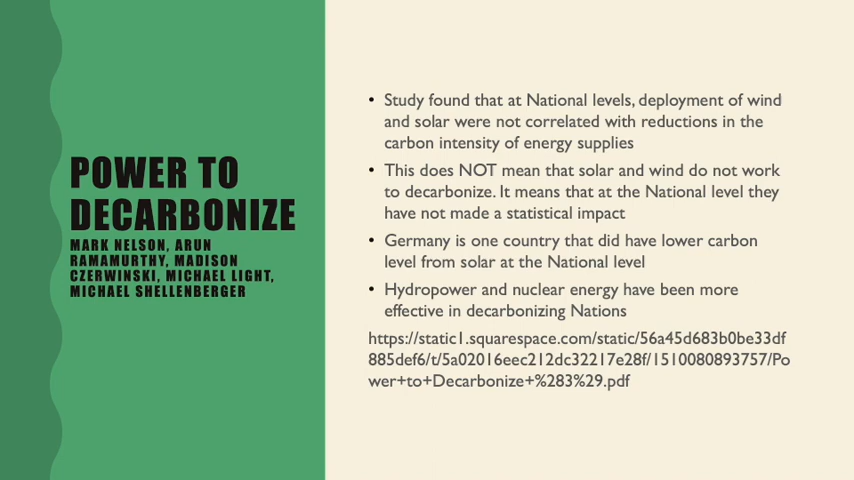 POWER TO
DECARBONIZE
MARK NELSON, ARUN
RAMAMURTHY, MADISON
CZERWINSKI, MICHAEL LIGHT,
MICHAEL SHELLENBERGER
• Study found that at National levels, deployment of wind
and solar were not correlated with reductions in the
carbon intensity of energy supplies
• This does NOT mean that solar and wind do not work
to decarbonize. It means that at the National level they
have not made a statistical impact
• Germany is one country that did have lower carbon
level from solar at the National level
• Hydropower and nuclear energy have been more
effective in decarbonizing Nations
https://static1.squarespace.com/static/56a45d683b0be33df
885def6/t/5a02016eec212dc32217e28f/1510080893757/Po
wer+to+Decarbonize+%283%29.pdf